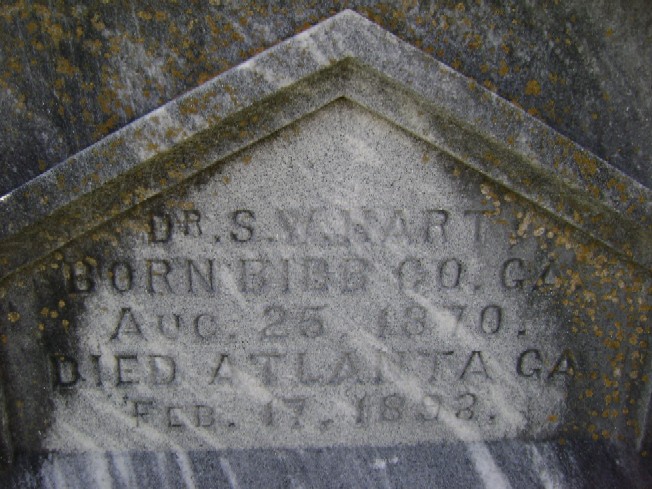 DR. S. W. HART
BORN BIBB CO. GA.
AUG. 25, 1870.
DIED ATLANTA GA
FEB. 17, 1893.